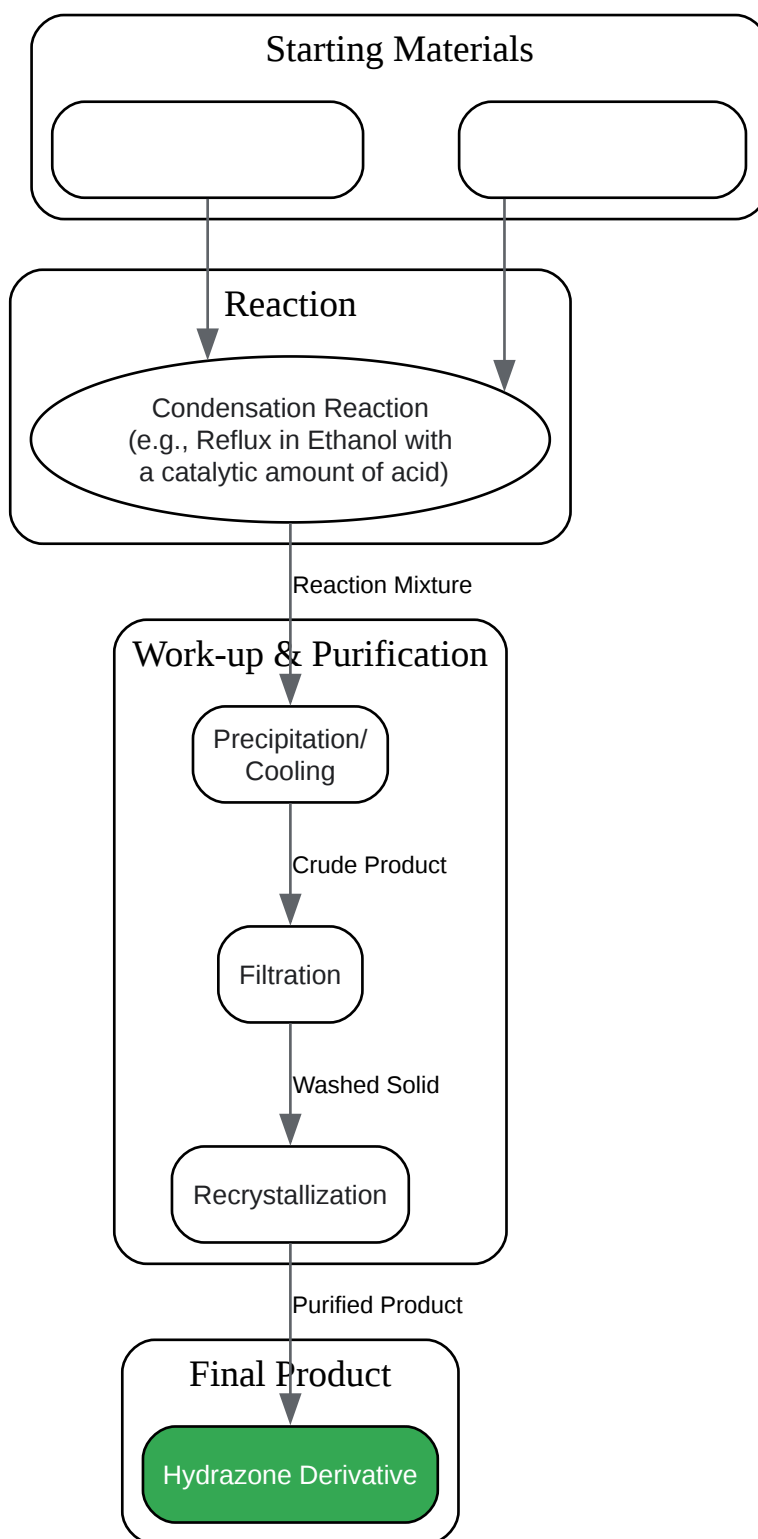 Starting Materials
Reaction
Condensation Reaction
(e.g., Reflux in Ethanol with
a catalytic amount of acid)
Reaction Mixture
Work-up & Purification
Precipitation/
Cooling
Crude Product
Filtration
Washed Solid
Recrystallization
Purified Product
Final Product
Hydrazone Derivative